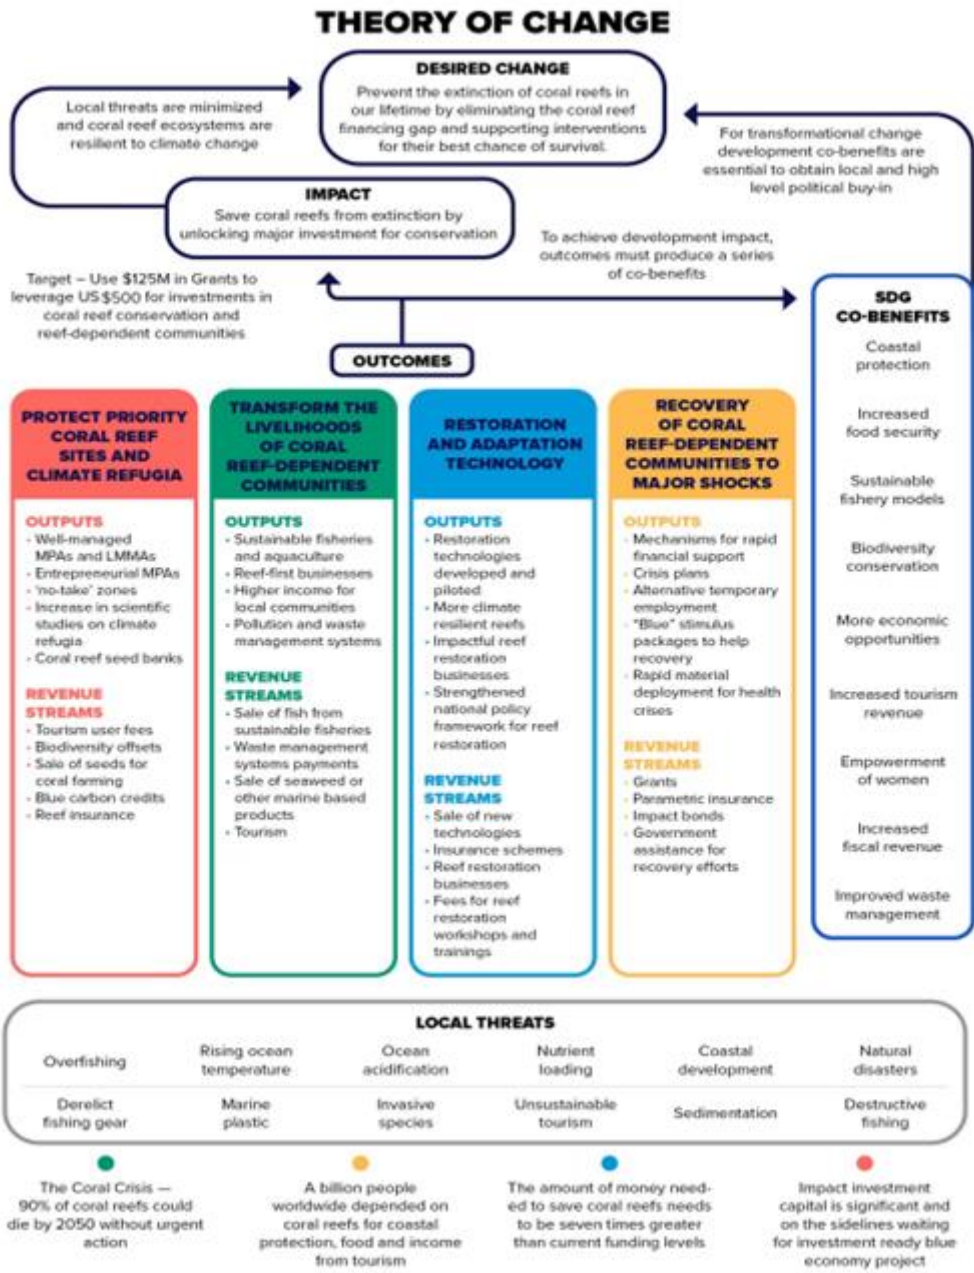 THEORY OF CHANGE
DESIRED CHANGE
Prevent the extinction of coral reefs in
our lifetime by eliminating the coral reef
financing gap and supporting interventions
for their best chance of survival.
Local threats are minimized
and coral reef ecosystems are
resilient to climate change
For transformational change
development co-benefits are
essential to obtain local and high
level political buy-in
IMPACT
Save coral reefs from extinction by
unlocking major investment for conservation
To achieve development impact,
outcomes must produce a series
of co-benefits
Target – Use $125M in Grants to
leverage US$500 for investments in
coral reef conservation and
reef-dependent communities
OUTCOMES
PROTECT PRIORITY
CORAL REEF
SITES AND
CLIMATE REFUGIA
OUTPUTS
- Well-managed
MPAs and LMMAs
- Entrepreneurial MPAs
- 'no-take' zones
- Increase in scientific
studies on climate
refugia
- Coral reef seed banks
REVENUE
STREAMS
- Tourism user fees
- Biodiversity offsets
- Sale of seeds for
coral farming
- Blue carbon credits
- Reef insurance
TRANSFORM THE
LIVELIHOODS
OF CORAL
REEF-DEPENDENT
COMMUNITIES
OUTPUTS
- Sustainable fisheries
and aquaculture
- Reef-first businesses
- Higher income for
local communities
- Pollution and waste
management systems
REVENUE
STREAMS
- Sale of fish from
sustainable fisheries
- Waste management
systems payments
- Sale of seaweed or
other marine based
products
- Tourism
RESTORATION
AND ADAPTATION
TECHNOLOGY
OUTPUTS
- Restoration
technologies
developed and
piloted
- More climate
resilient reefs
- Impactful reef
restoration
businesses
- Strengthened
national policy
framework for reef
restoration
REVENUE
STREAMS
- Sale of new
technologies
- Insurance schemes
- Reef restoration
businesses
- Fees for reef
restoration
workshops and
trainings
RECOVERY
OF CORAL
REEF-DEPENDENT
COMMUNITIES TO
MAJOR SHOCKS
OUTPUTS
- Mechanisms for rapid
financial support
- Crisis plans
- Alternative temporary
employment
- "Blue" stimulus
packages to help
recovery
- Rapid material
deployment for health
crises
REVENUE
STREAMS
- Grants
- Parametric insurance
- Impact bonds
- Government
assistance for
recovery efforts
SDG
CO-BENEFITS
Coastal
protection
Increased
food security
Sustainable
fishery models
Biodiversity
conservation
More economic
opportunities
Increased tourism
revenue
Empowerment
of women
Increased
fiscal revenue
Improved waste
management
LOCAL THREATS
Overfishing
Rising ocean
temperature
Ocean
acidification
Nutrient
loading
Coastal
development
Natural
disasters
Derelict
fishing gear
Marine
plastic
Invasive
species
Unsustainable
tourism
Sedimentation
Destructive
fishing
The Coral Crisis —
90% of coral reefs could
die by 2050 without urgent
action
A billion people
worldwide depended on
coral reefs for coastal
protection, food and income
from tourism
The amount of money need-
ed to save coral reefs needs
to be seven times greater
than current funding levels
Impact investment
capital is significant and
on the sidelines waiting
for investment ready blue
economy project